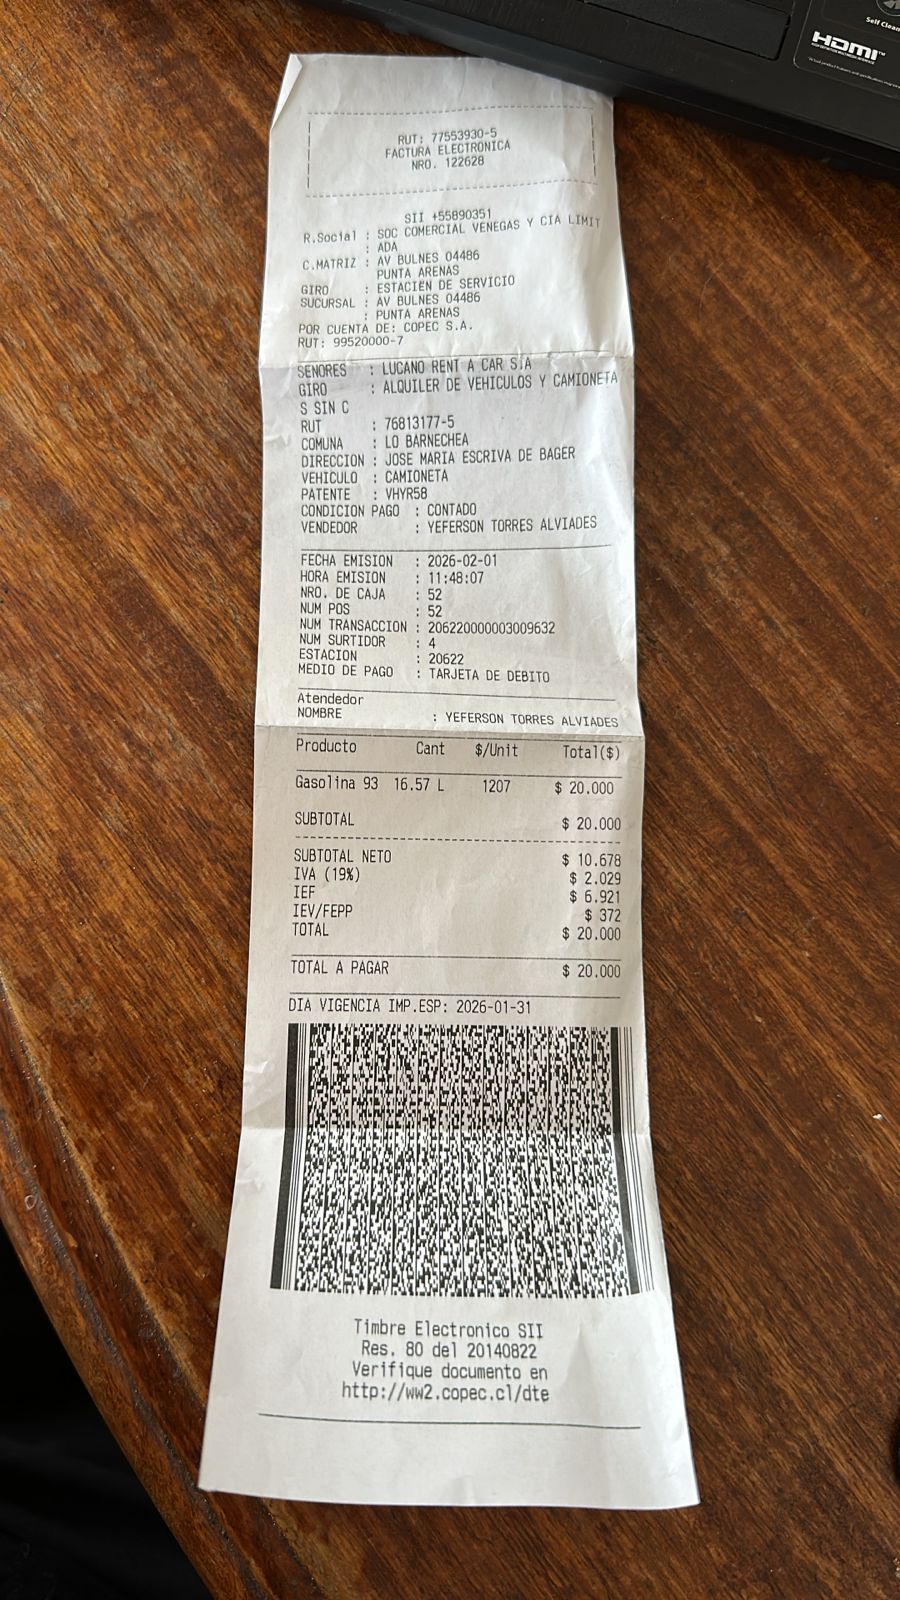 Self Clean
HDMI™
HIGH-DEFINITION MULTIMEDIA INTERFACE
RUT: 77553930-5
FACTURA ELECTRONICA
NRO. 122628
SII +55890351
R.Social : SOC COMERCIAL VENEGAS Y CIA LIMIT
: ADA
C.MATRIZ : AV BULNES 04486
PUNTA ARENAS
GIRO : ESTACIEN DE SERVICIO
SUCURSAL : AV BULNES 04486
: PUNTA ARENAS
POR CUENTA DE: COPEC S.A.
RUT: 99520000-7
SENORES : LUCANO RENT A CAR S.A
GIRO : ALQUILER DE VEHICULOS Y CAMIONETA
S SIN C
RUT : 76813177-5
COMUNA : LO BARNECHEA
DIRECCION : JOSE MARIA ESCRIVA DE BAGER
VEHICULO : CAMIONETA
PATENTE : VHYR58
CONDICION PAGO : CONTADO
VENDEDOR : YEFERSON TORRES ALVIADES
FECHA EMISION : 2026-02-01
HORA EMISION : 11:48:07
NRO. DE CAJA : 52
NUM POS : 52
NUM TRANSACCION : 206220000003009632
NUM SURTIDOR : 4
ESTACION : 20622
MEDIO DE PAGO : TARJETA DE DEBITO
Atendedor
NOMBRE : YEFERSON TORRES ALVIADES
Producto Cant $/Unit Total($)
Gasolina 93 16.57 L 1207 $ 20.000
SUBTOTAL $ 20.000
SUBTOTAL NETO $ 10.678
IVA (19%) $ 2.029
IEF $ 6.921
IEV/FEPP $ 372
TOTAL $ 20.000
TOTAL A PAGAR $ 20.000
DIA VIGENCIA IMP.ESP: 2026-01-31
Timbre Electronico SII
Res. 80 del 20140822
Verifique documento en
http://ww2.copec.cl/dte